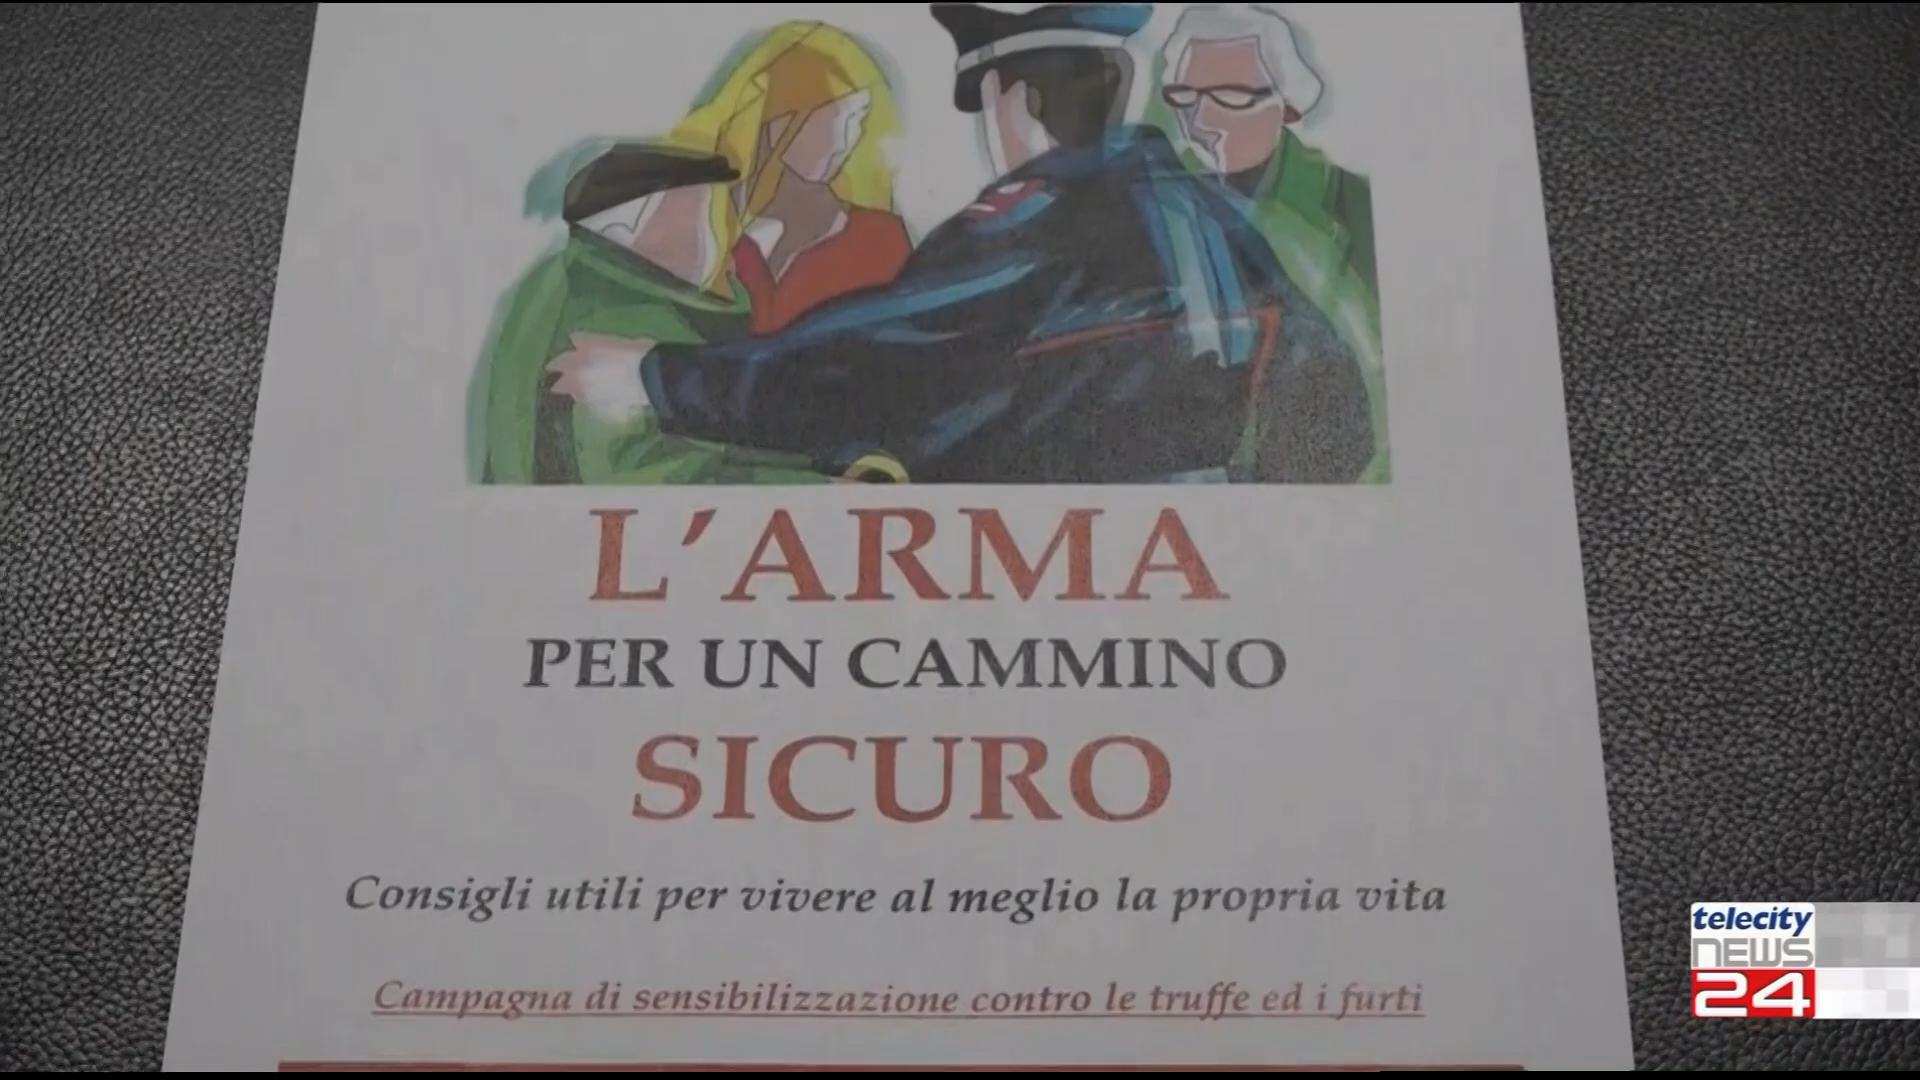 L'ARMA
PER UN CAMMINO
SICURO
Consigli utili per vivere al meglio la propria vita
Campagna di sensibilizzazione contro le truffe ed i furti
telecity
NEWS
24